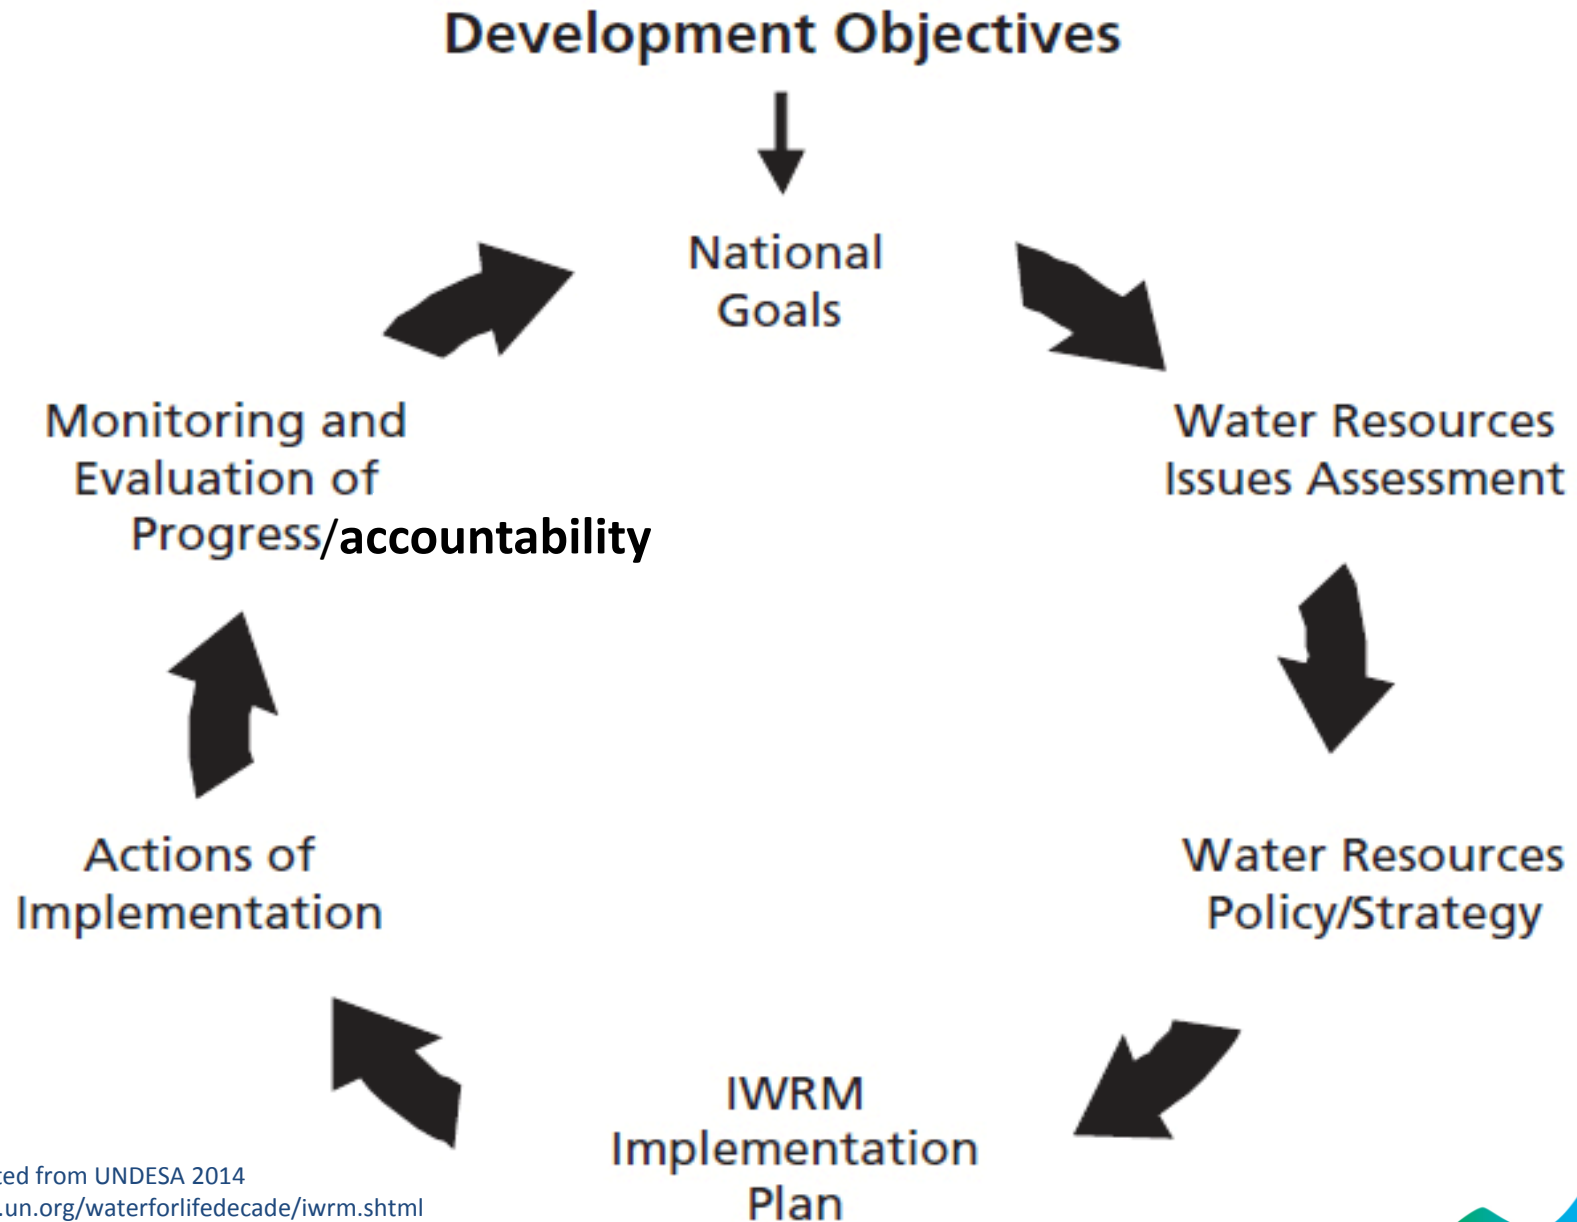 Development Objectives
National
Goals
Water Resources
Issues Assessment
Water Resources
Policy/Strategy
IWRM
Implementation
Plan
Actions of
Implementation
Monitoring and
Evaluation of
Progress/accountability
ted from UNDESA 2014
.un.org/waterforlifedecade/iwrm.shtml